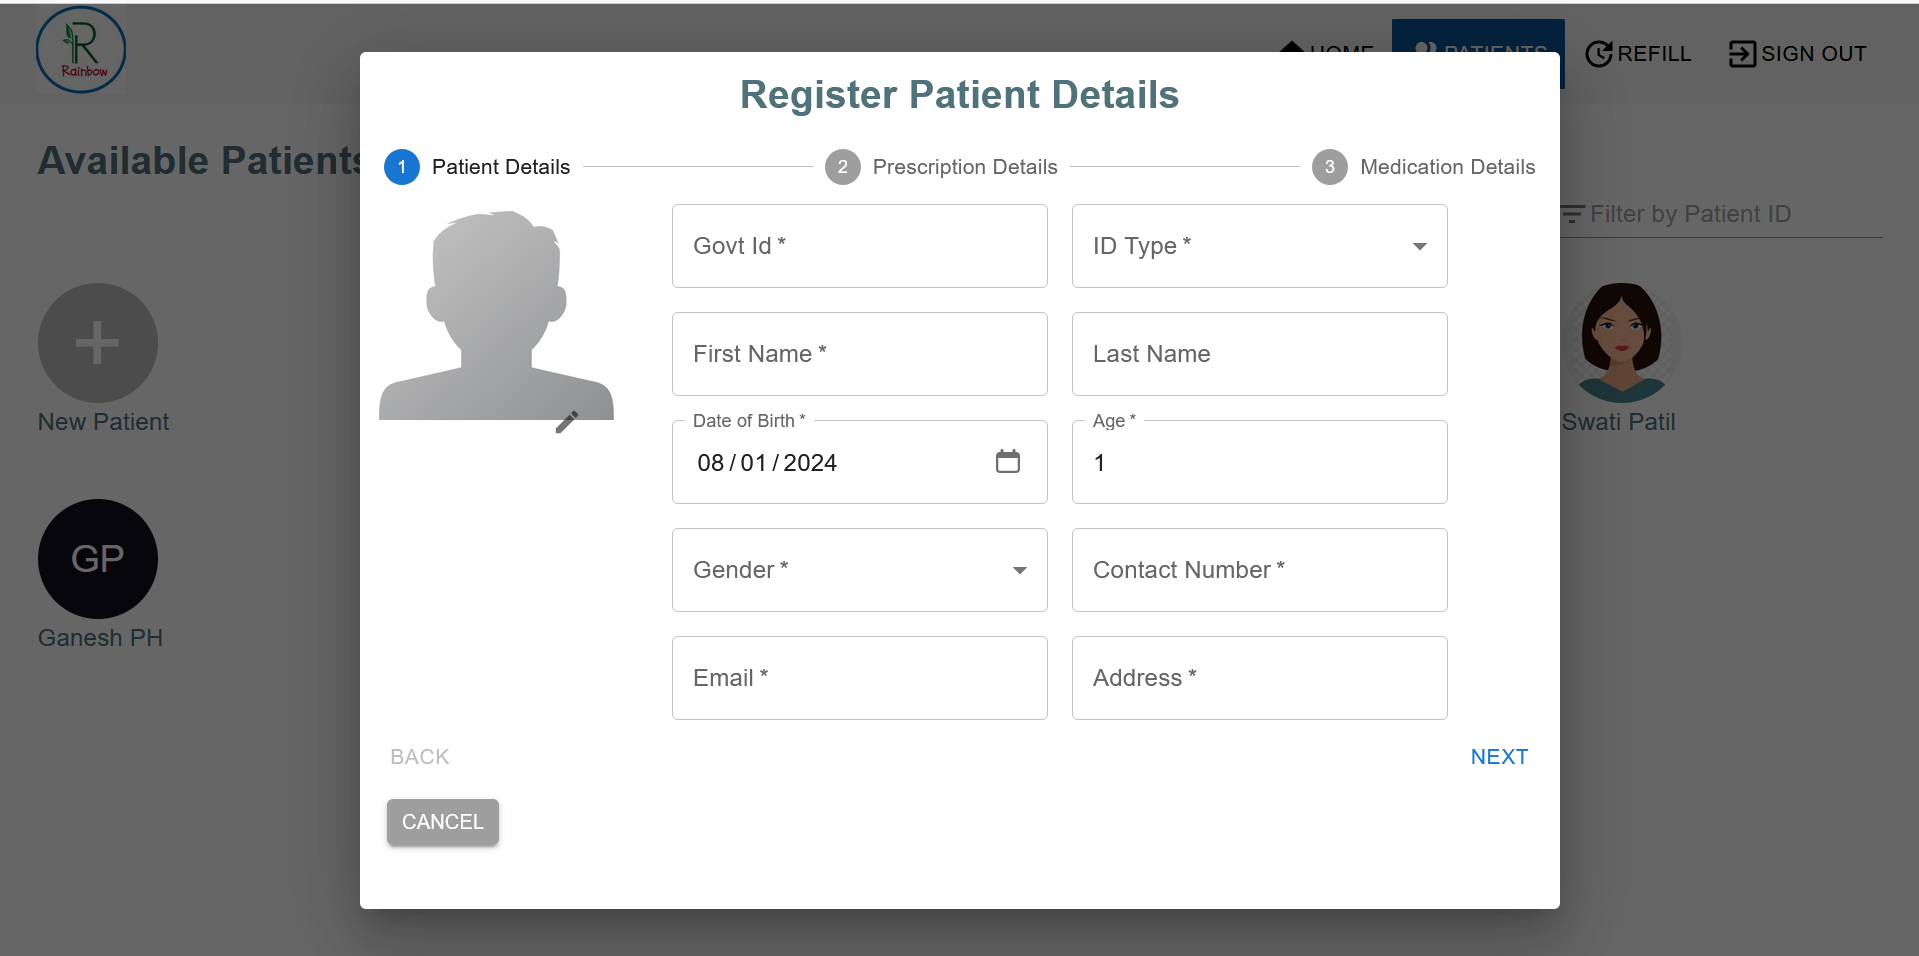 R
Rainbow
HOME
PATIENTS
REFILL
SIGN OUT
Register Patient Details
Available Patients
1 Patient Details
2 Prescription Details
3 Medication Details
Filter by Patient ID
Govt Id *
ID Type *
First Name *
Last Name
New Patient
Swati Patil
Date of Birth *
08 / 01 / 2024
Age *
1
GP
Ganesh PH
Gender *
Contact Number *
Email *
Address *
BACK
NEXT
CANCEL